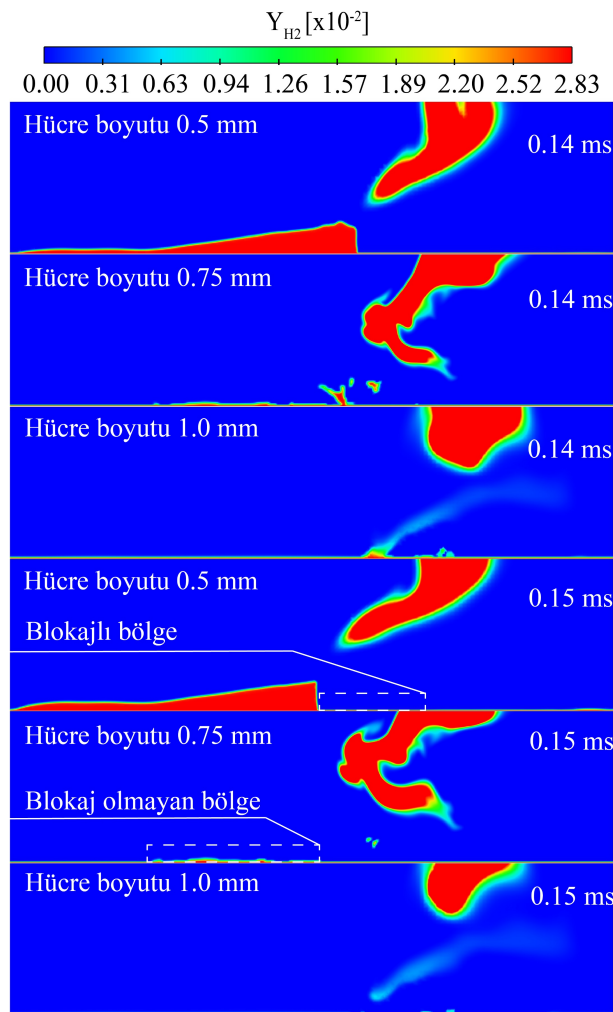 Y_H2 [x10⁻²]
0.00 0.31 0.63 0.94 1.26 1.57 1.89 2.20 2.52 2.83
Hücre boyutu 0.5 mm
0.14 ms
Hücre boyutu 0.75 mm
0.14 ms
Hücre boyutu 1.0 mm
0.14 ms
Hücre boyutu 0.5 mm
0.15 ms
Blokajlı bölge
Hücre boyutu 0.75 mm
0.15 ms
Blokaj olmayan bölge
Hücre boyutu 1.0 mm
0.15 ms